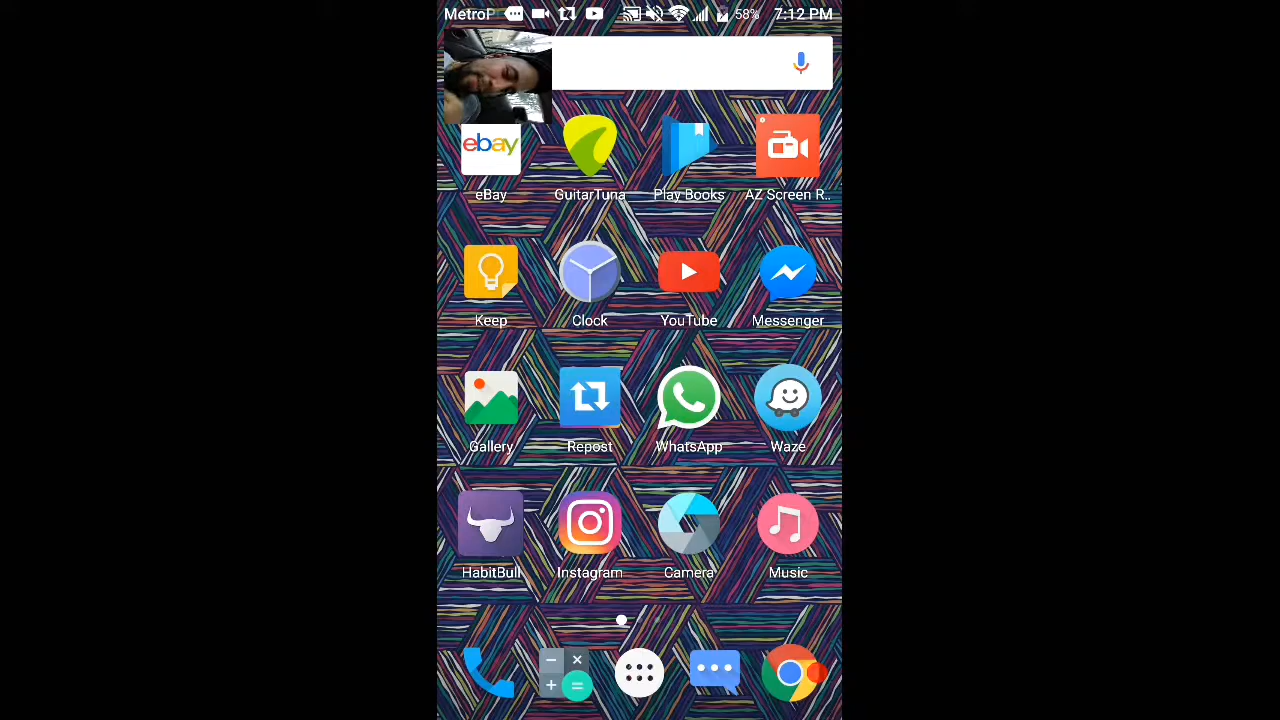 MetroP 58% 7:12 PM
ebay
eBay GuitarTuna Play Books AZ Screen R..
Keep Clock YouTube Messenger
Gallery Repost WhatsApp Waze
HabitBull Instagram Camera Music